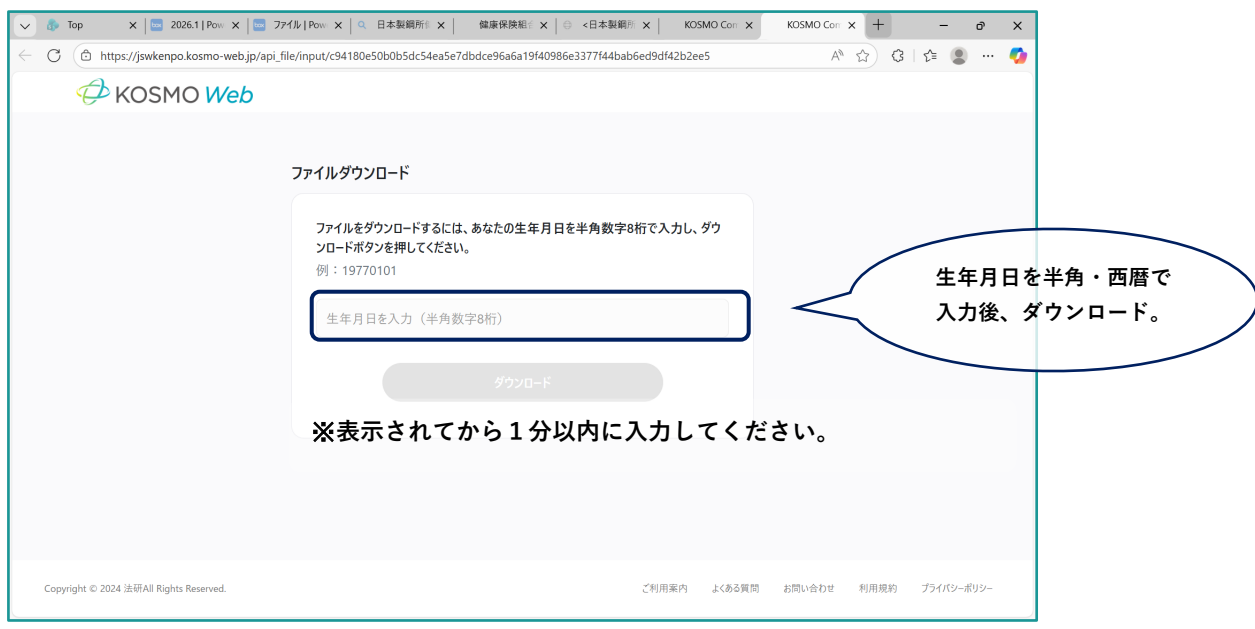 Top
2026.1 | Pow
ファイル | Pow
日本製鋼所
健康保険組
<日本製鋼所
KOSMO Con
KOSMO Con
https://jswkenpo.kosmo-web.jp/api_file/input/c94180e50b0b5dc54ea5e7dbdce96a6a19f40986e3377f44bab6ed9df42b2ee5
KOSMO Web
ファイルダウンロード
ファイルをダウンロードするには、あなたの生年月日を半角数字8桁で入力し、ダウ
ンロードボタンを押してください。
例：19770101
生年月日を入力（半角数字8桁）
ダウンロード
※表示されてから１分以内に入力してください。
生年月日を半角・西暦で
入力後、ダウンロード。
Copyright © 2024 法研All Rights Reserved.
ご利用案内 よくある質問 お問い合わせ 利用規約 プライバシーポリシー